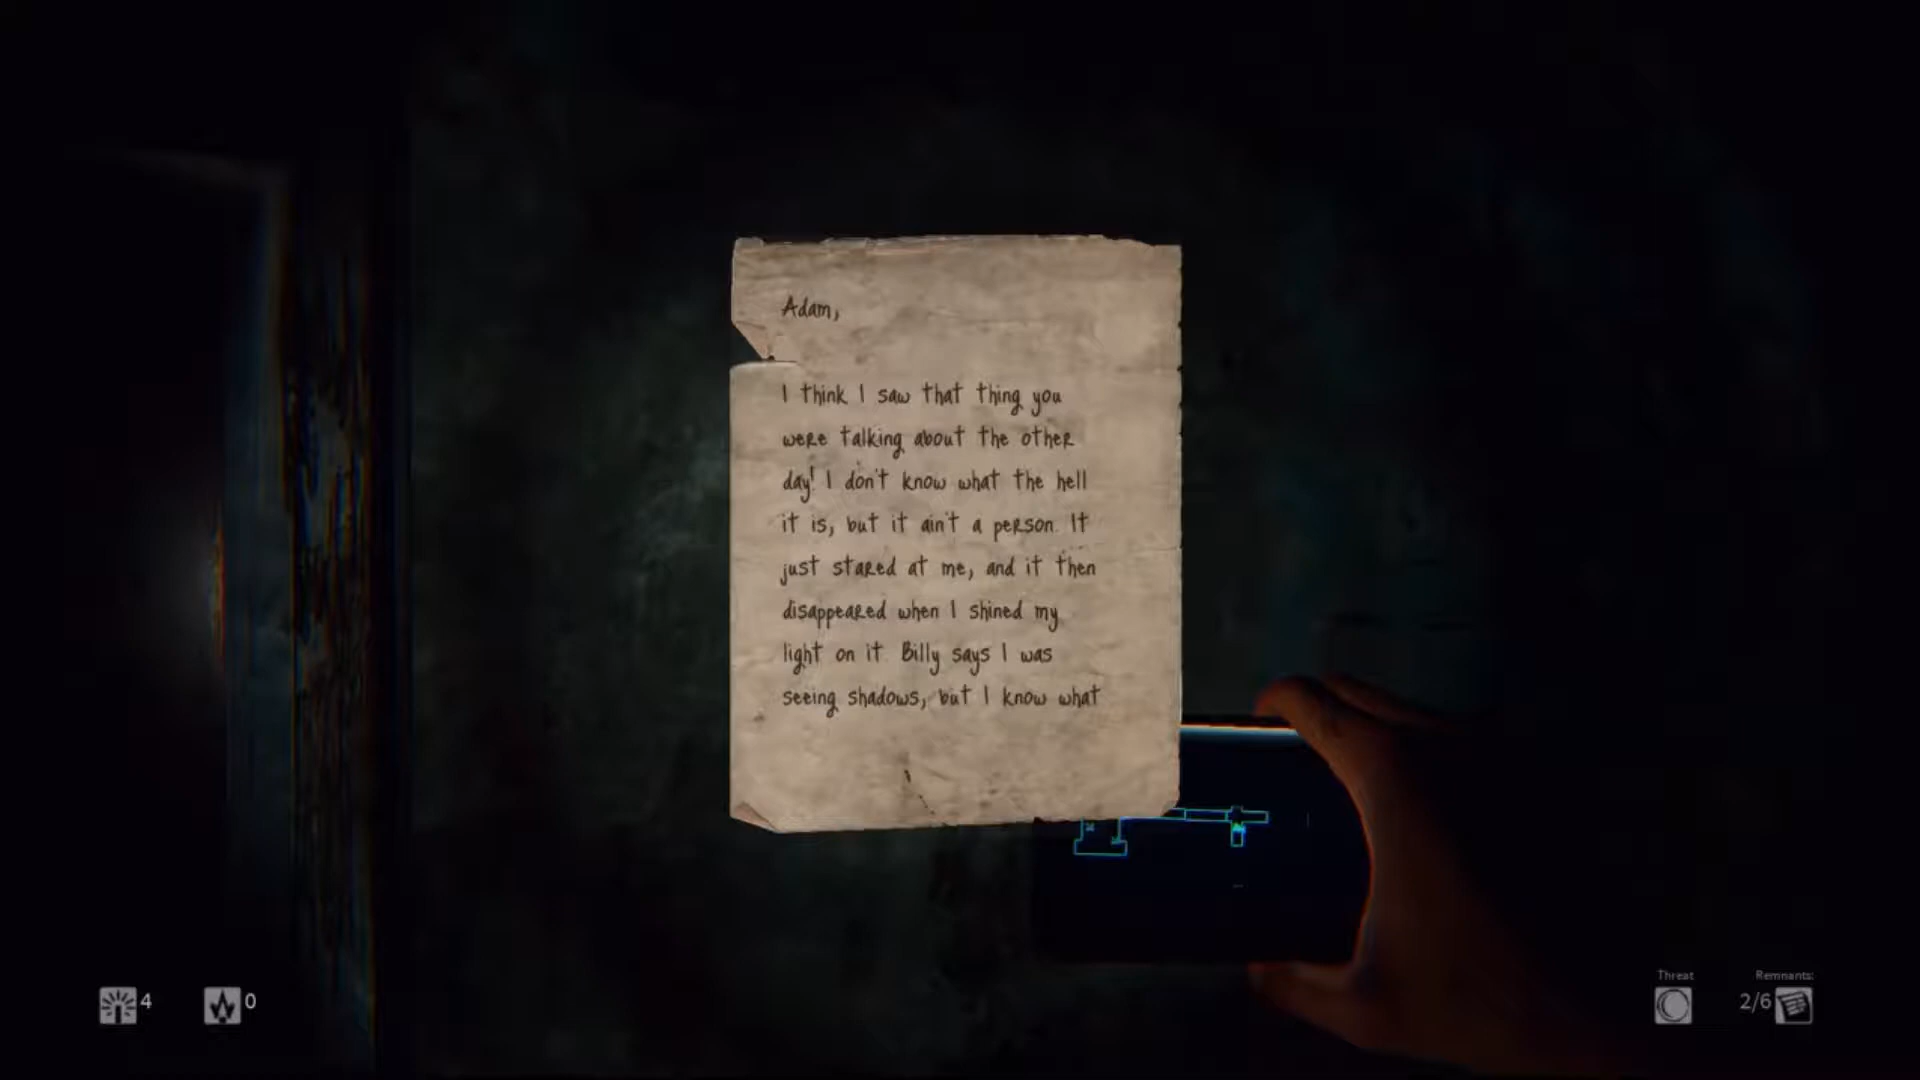 Adam,
I think I saw that thing you
were talking about the other
day! I don't know what the hell
it is, but it ain't a person. It
just stared at me, and it then
disappeared when I shined my
light on it. Billy says I was
seeing shadows, but I know what
4
0
Threat
Remnants:
2/6